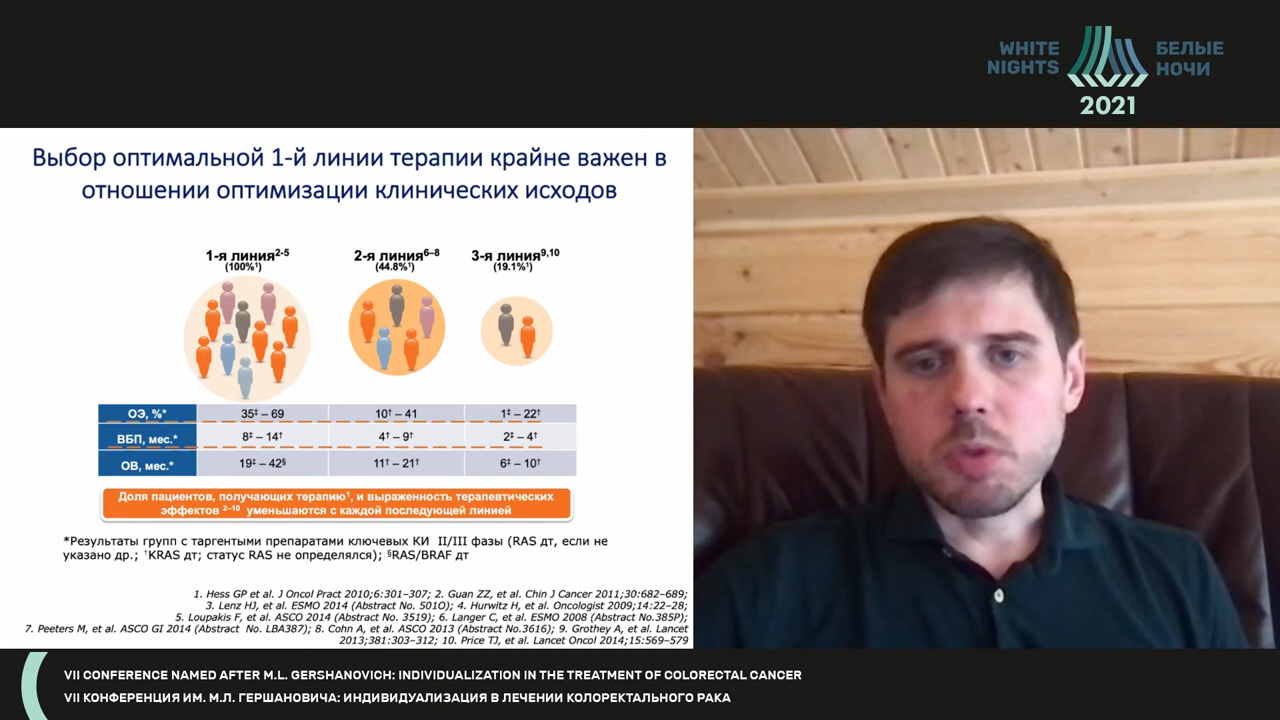 WHITE
NIGHTS
БЕЛЫЕ
НОЧИ
2021
Выбор оптимальной 1-й линии терапии крайне важен в
отношении оптимизации клинических исходов
1-я линия²⁻⁵
(100%¹)
2-я линия⁶⁻⁸
(44.8%¹)
3-я линия⁹,¹⁰
(19.1%¹)
ОЭ, %* 35‡ – 69 10† – 41 1‡ – 22†
ВБП, мес.* 8‡ – 14† 4† – 9† 2‡ – 4†
ОВ, мес.* 19‡ – 42§ 11† – 21† 6‡ – 10†
Доля пациентов, получающих терапию¹, и выраженность терапевтических
эффектов ²⁻¹⁰ уменьшаются с каждой последующей линией
*Результаты групп с таргентыми препаратами ключевых КИ II/III фазы (RAS дт, если не
указано др.; †KRAS дт; ‡статус RAS не определялся); §RAS/BRAF дт
1. Hess GP et al. J Oncol Pract 2010;6:301–307; 2. Guan ZZ, et al. Chin J Cancer 2011;30:682–689;
3. Lenz HJ, et al. ESMO 2014 (Abstract No. 501O); 4. Hurwitz H, et al. Oncologist 2009;14:22–28;
5. Loupakis F, et al. ASCO 2014 (Abstract No. 3519); 6. Langer C, et al. ESMO 2008 (Abstract No.385P);
7. Peeters M, et al. ASCO GI 2014 (Abstract No. LBA387); 8. Cohn A, et al. ASCO 2013 (Abstract No.3616); 9. Grothey A, et al. Lancet
2013;381:303–312; 10. Price TJ, et al. Lancet Oncol 2014;15:569–579
VII CONFERENCE NAMED AFTER M.L. GERSHANOVICH: INDIVIDUALIZATION IN THE TREATMENT OF COLORECTAL CANCER
VII КОНФЕРЕНЦИЯ ИМ. М.Л. ГЕРШАНОВИЧА: ИНДИВИДУАЛИЗАЦИЯ В ЛЕЧЕНИИ КОЛОРЕКТАЛЬНОГО РАКА